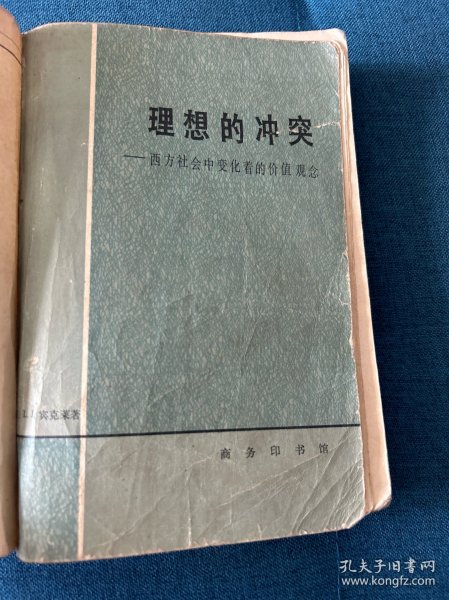 理想的冲突
——西方社会中变化着的价值观念
L.J.宾克莱著
商务印书馆
孔夫子旧书网
www.kongfz.com